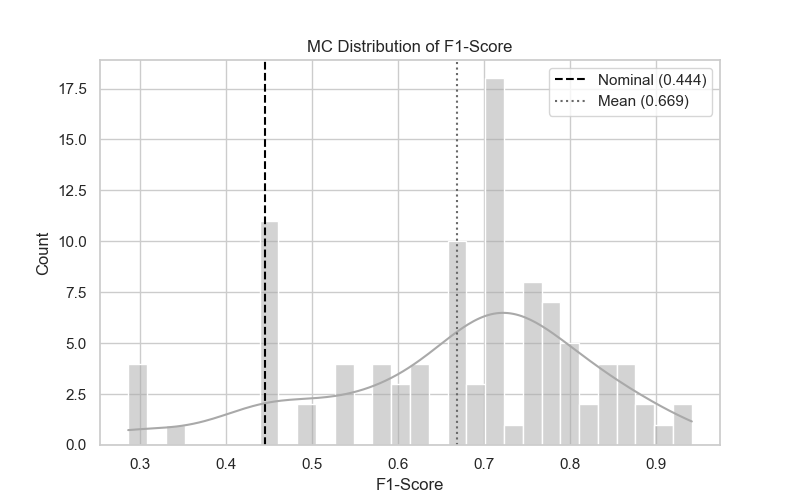 MC Distribution of F1-Score
Nominal (0.444)
Mean (0.669)
17.5
15.0
12.5
10.0
7.5
5.0
2.5
0.0
Count
0.3 0.4 0.5 0.6 0.7 0.8 0.9
F1-Score